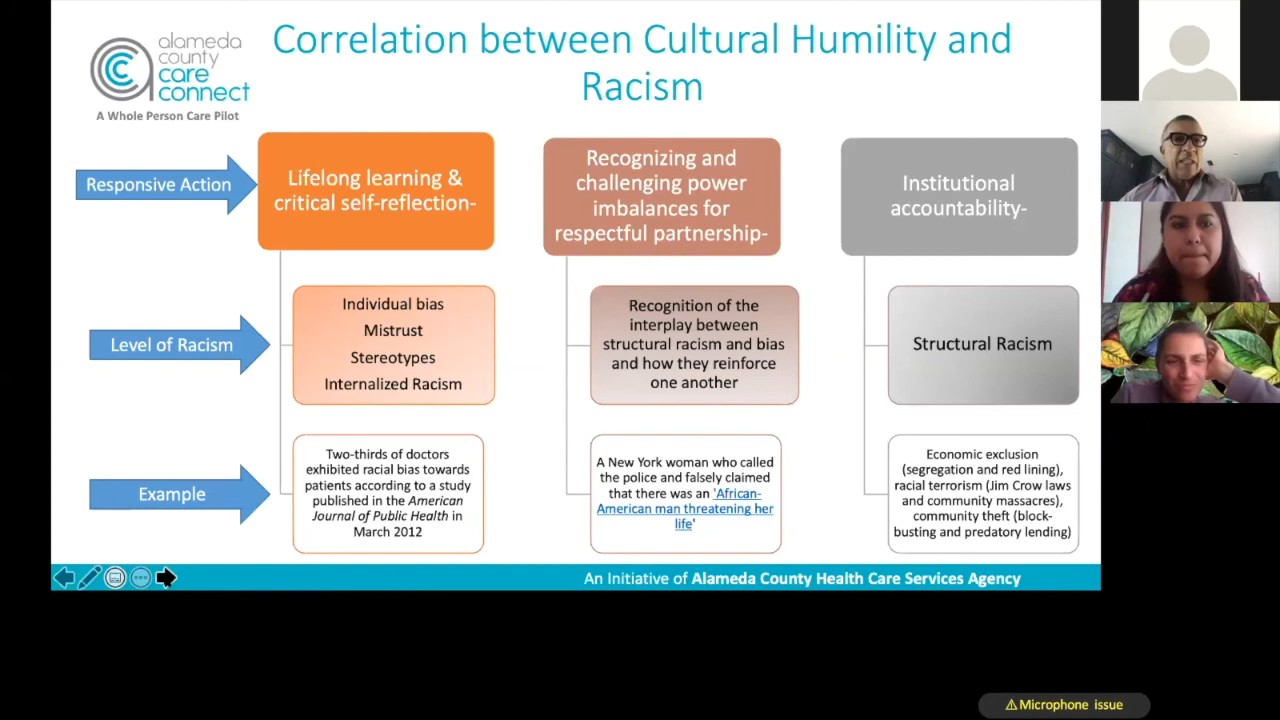 alameda
county
care
connect
A Whole Person Care Pilot
Correlation between Cultural Humility and
Racism
Responsive Action
Lifelong learning &
critical self-reflection-
Recognizing and
challenging power
imbalances for
respectful partnership-
Institutional
accountability-
Level of Racism
Individual bias
Mistrust
Stereotypes
Internalized Racism
Recognition of the
interplay between
structural racism and bias
and how they reinforce
one another
Structural Racism
Example
Two-thirds of doctors
exhibited racial bias towards
patients according to a study
published in the American
Journal of Public Health in
March 2012
A New York woman who called
the police and falsely claimed
that there was an 'African-
American man threatening her
life'
Economic exclusion
(segregation and red lining),
racial terrorism (Jim Crow laws
and community massacres),
community theft (block-
busting and predatory lending)
An Initiative of Alameda County Health Care Services Agency
Microphone issue